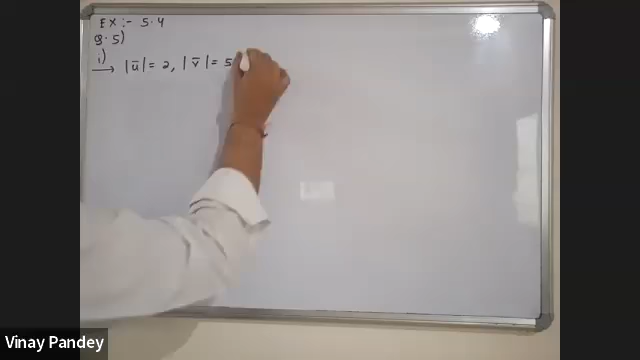 EX :- 5.4
Q.5)
i)
→ |ū| = 2, |v̄| = 5
Vinay Pandey